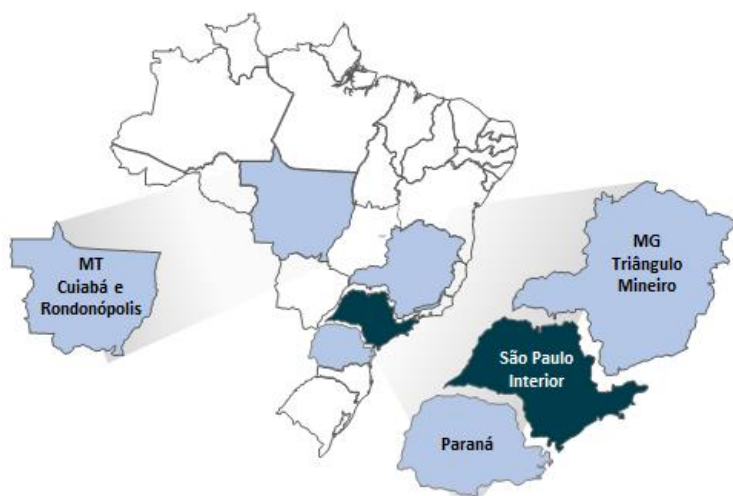 MT
Cuiabá e
Rondonópolis
MG
Triângulo
Mineiro
São Paulo
Interior
Paraná